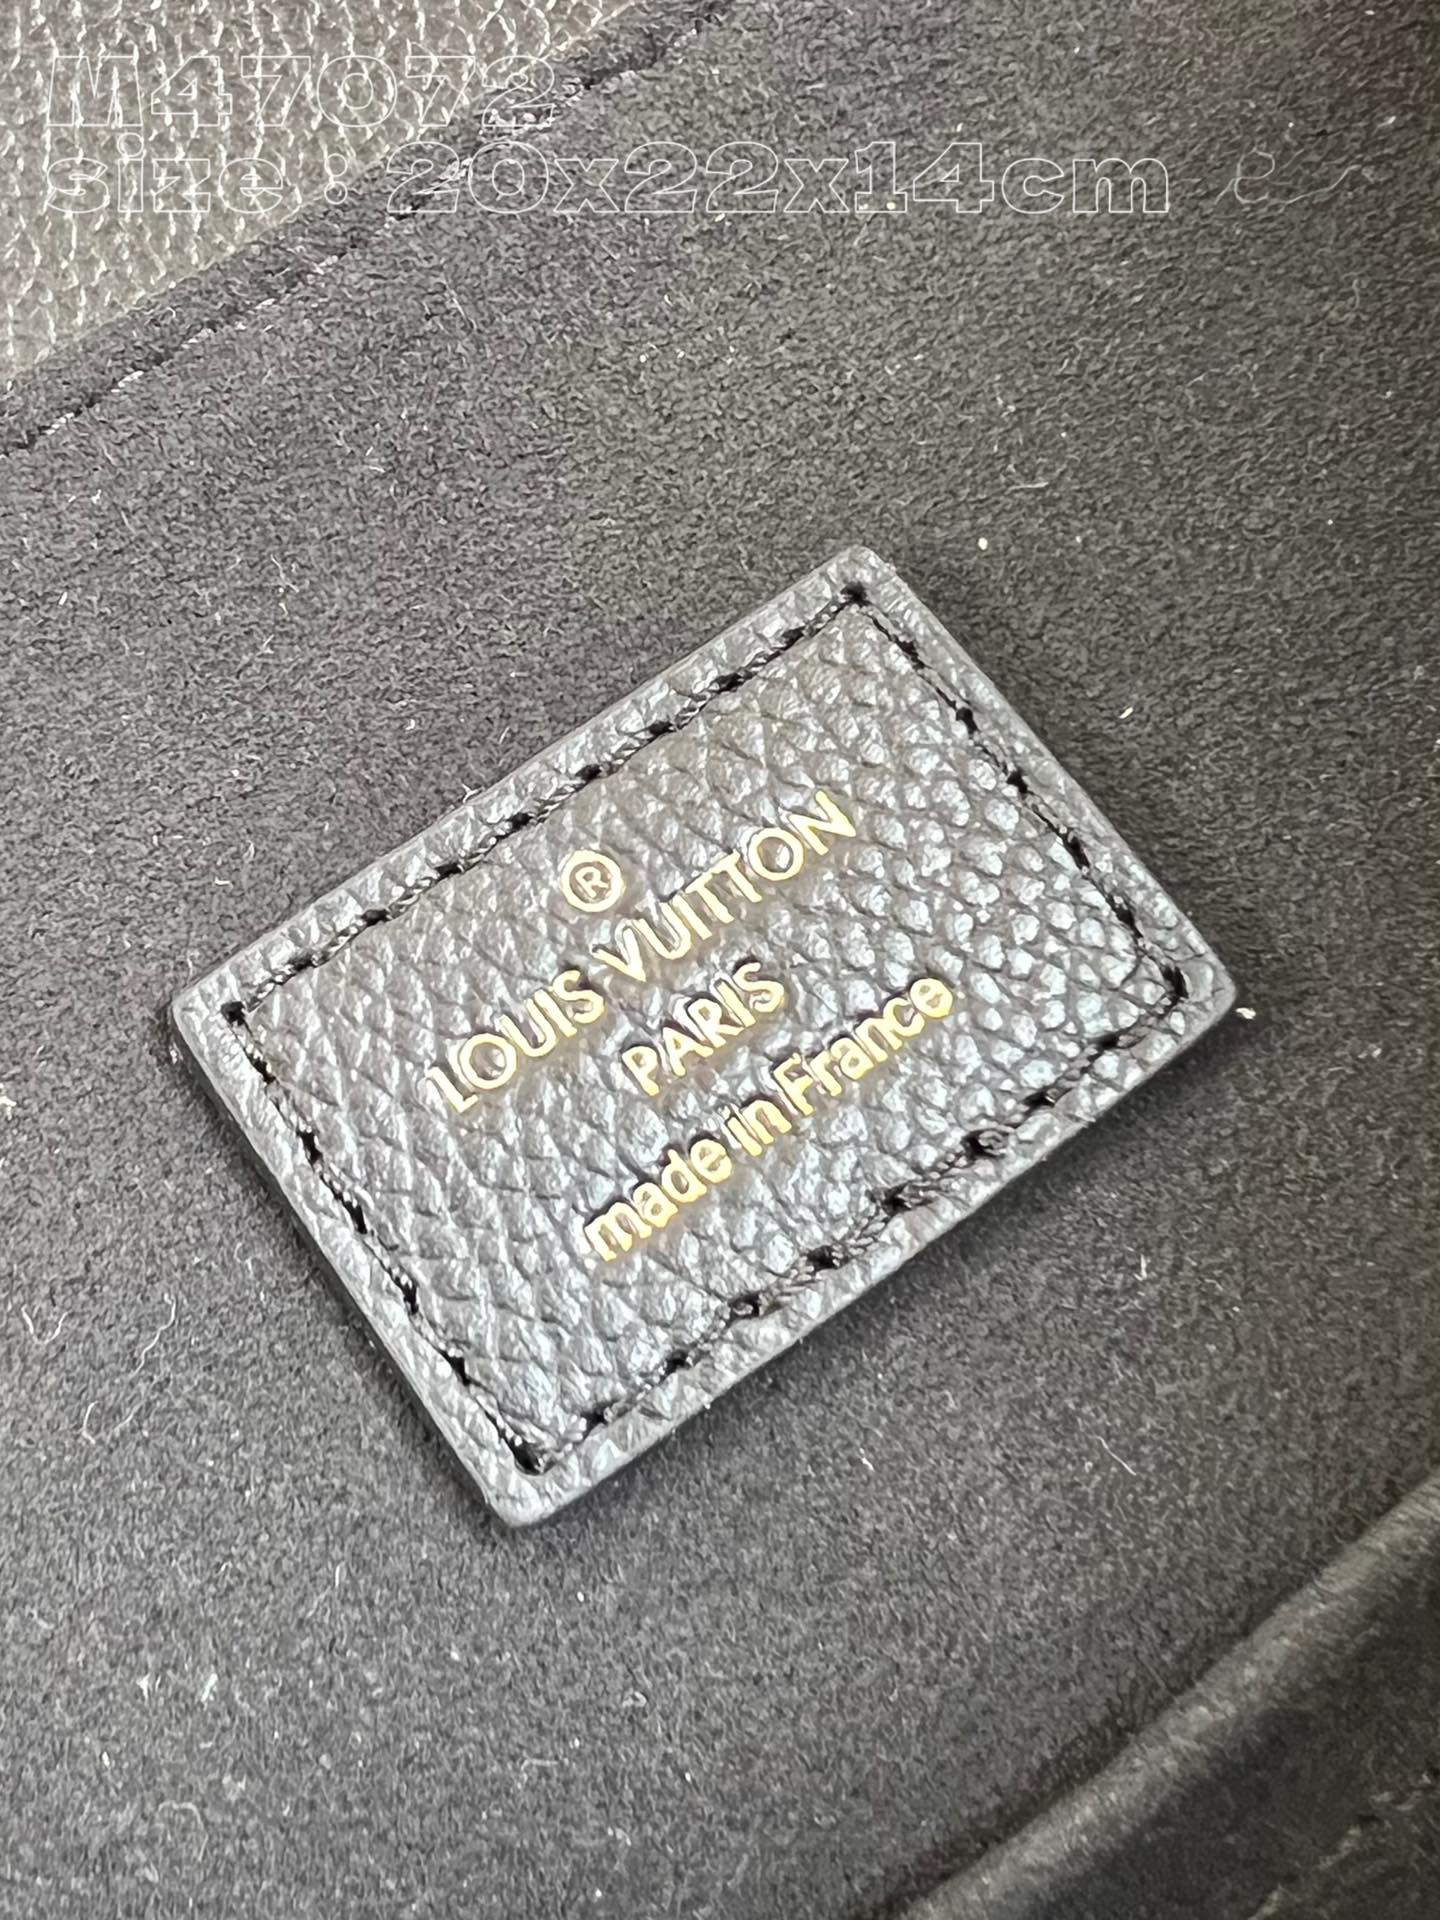 M47072
size : 20x22x14cm
®
LOUIS VUITTON
PARIS
made in France